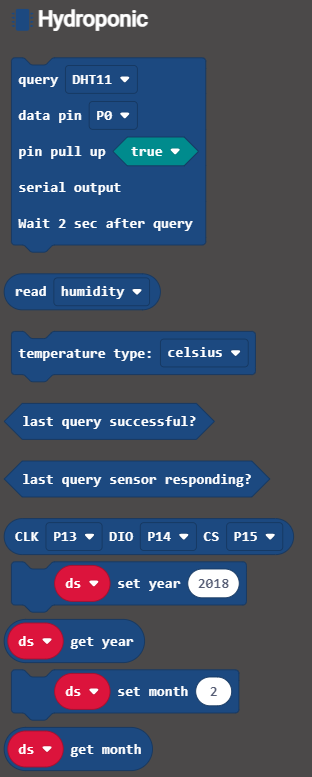 Hydroponic
query DHT11
data pin P0
pin pull up true
serial output
Wait 2 sec after query
read humidity
temperature type: celsius
last query successful?
last query sensor responding?
CLK P13 DIO P14 CS P15
ds set year 2018
ds get year
ds set month 2
ds get month